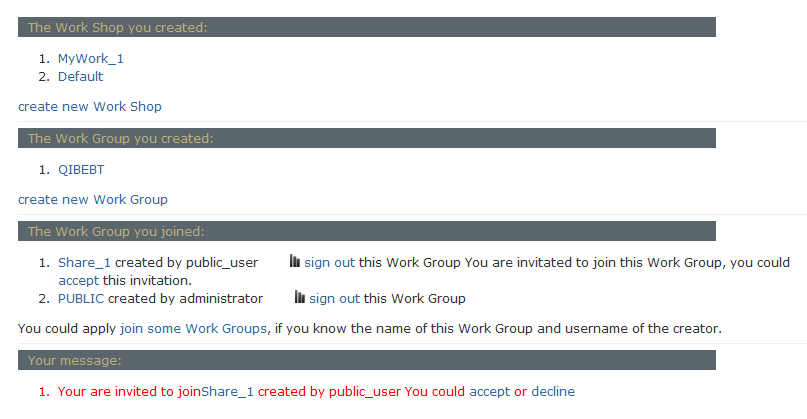 The Work Shop you created:
1. MyWork_1
2. Default
create new Work Shop
The Work Group you created:
1. QIBEBT
create new Work Group
The Work Group you joined:
1. Share_1 created by public_user sign out this Work Group You are invitated to join this Work Group, you could
accept this invitation.
2. PUBLIC created by administrator sign out this Work Group
You could apply join some Work Groups, if you know the name of this Work Group and username of the creator.
Your message:
1. Your are invited to joinShare_1 created by public_user You could accept or decline